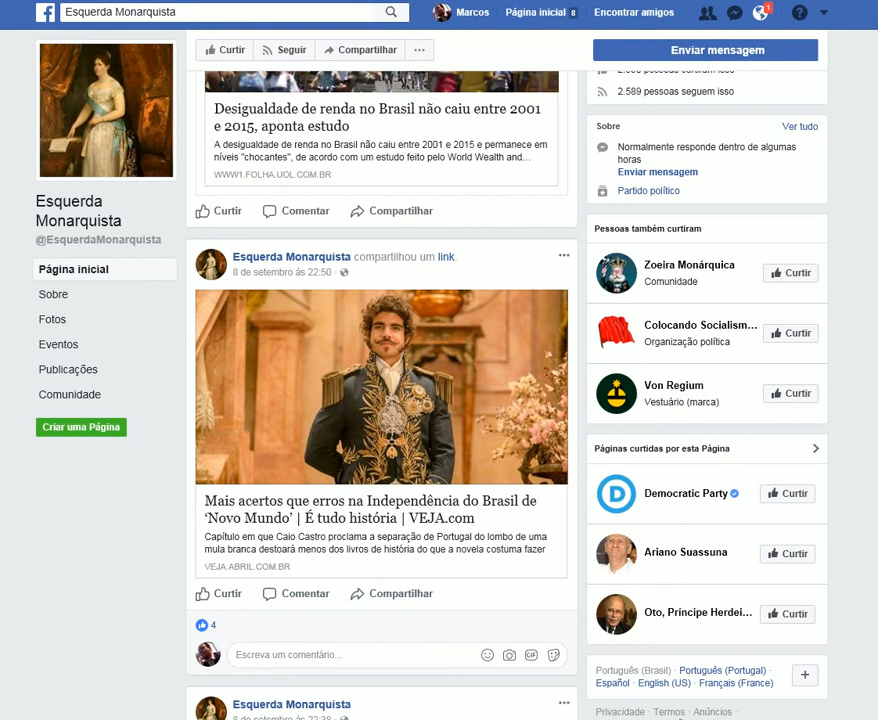 Esquerda Monarquista
Marcos
Página inicial 8
Encontrar amigos
1
Esquerda
Monarquista
@EsquerdaMonarquista
Página inicial
Sobre
Fotos
Eventos
Publicações
Comunidade
Criar uma Página
Curtir
Seguir
Compartilhar
Enviar mensagem
Desigualdade de renda no Brasil não caiu entre 2001
e 2015, aponta estudo
A desigualdade de renda no Brasil não caiu entre 2001 e 2015 e permanece em
níveis "chocantes", de acordo com um estudo feito pelo World Wealth and...
WWW1.FOLHA.UOL.COM.BR
Curtir Comentar Compartilhar
Esquerda Monarquista compartilhou um link.
8 de setembro às 22:50 ·
Mais acertos que erros na Independência do Brasil de
‘Novo Mundo’ | É tudo história | VEJA.com
Capítulo em que Caio Castro proclama a separação de Portugal do lombo de uma
mula branca destoará menos dos livros de história do que a novela costuma fazer
VEJA.ABRIL.COM.BR
Curtir Comentar Compartilhar
4
Escreva um comentário...
GIF
Esquerda Monarquista
8 de setembro às 22:38 ·
2.589 pessoas seguem isso
Sobre
Ver tudo
Normalmente responde dentro de algumas
horas
Enviar mensagem
Partido político
Pessoas também curtiram
Zoeira Monárquica
Comunidade
Curtir
Colocando Socialism...
Organização política
Curtir
Von Regium
Vestuário (marca)
Curtir
Páginas curtidas por esta Página
Democratic Party
Curtir
Ariano Suassuna
Curtir
Oto, Príncipe Herdei...
Curtir
Português (Brasil) · Português (Portugal) ·
Español · English (US) · Français (France)
Privacidade · Termos · Anúncios ·